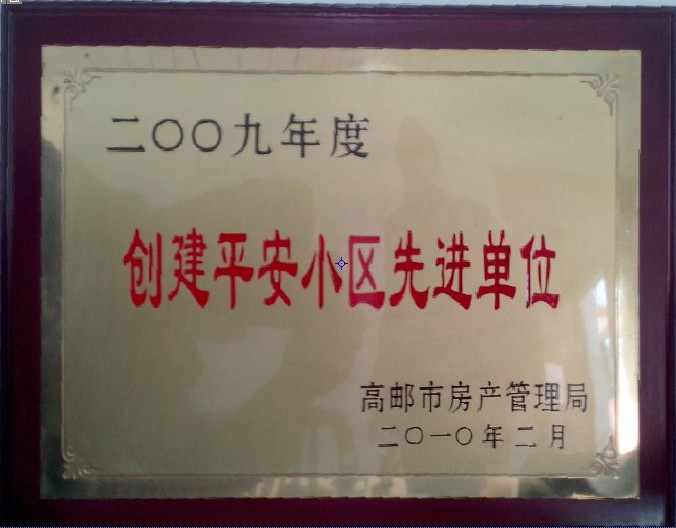 二〇〇九年度
创建平安小区先进单位
高邮市房产管理局
二〇一〇年二月